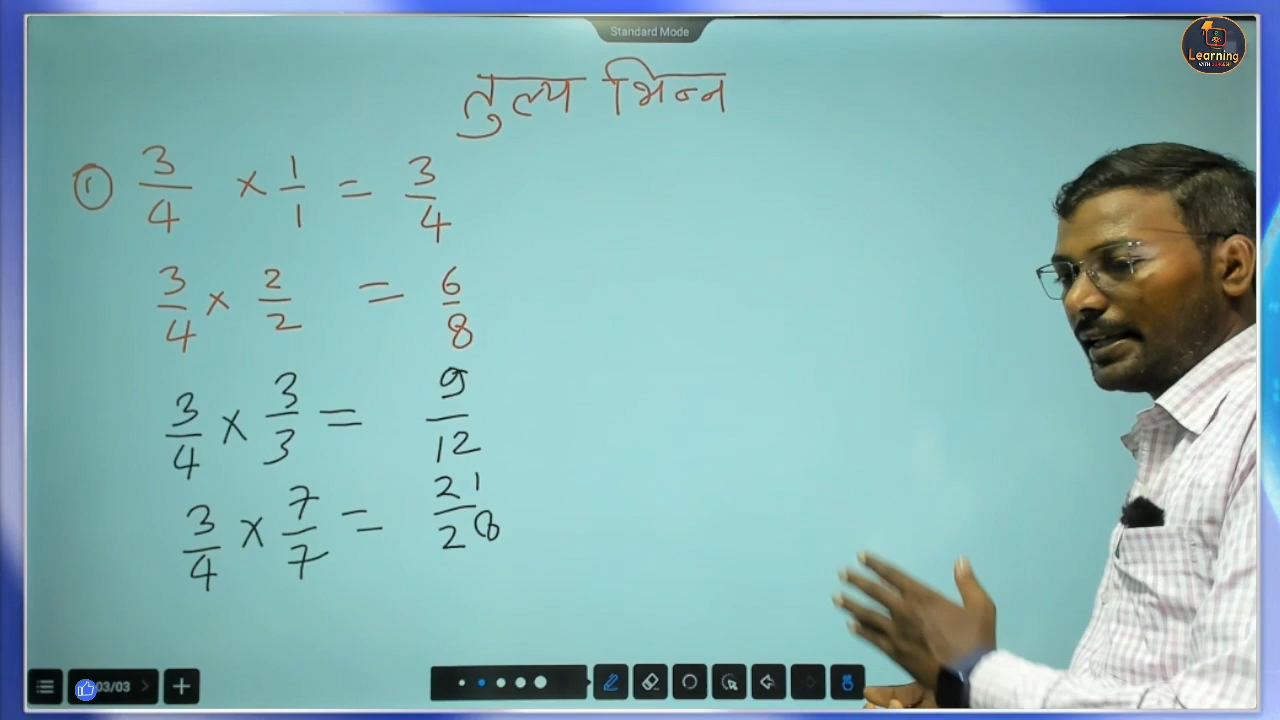 Standard Mode
Learning
तुल्य भिन्न
① 3/4 × 1/1 = 3/4
3/4 × 2/2 = 6/8
3/4 × 3/3 = 9/12
3/4 × 7/7 = 21/28
03/03